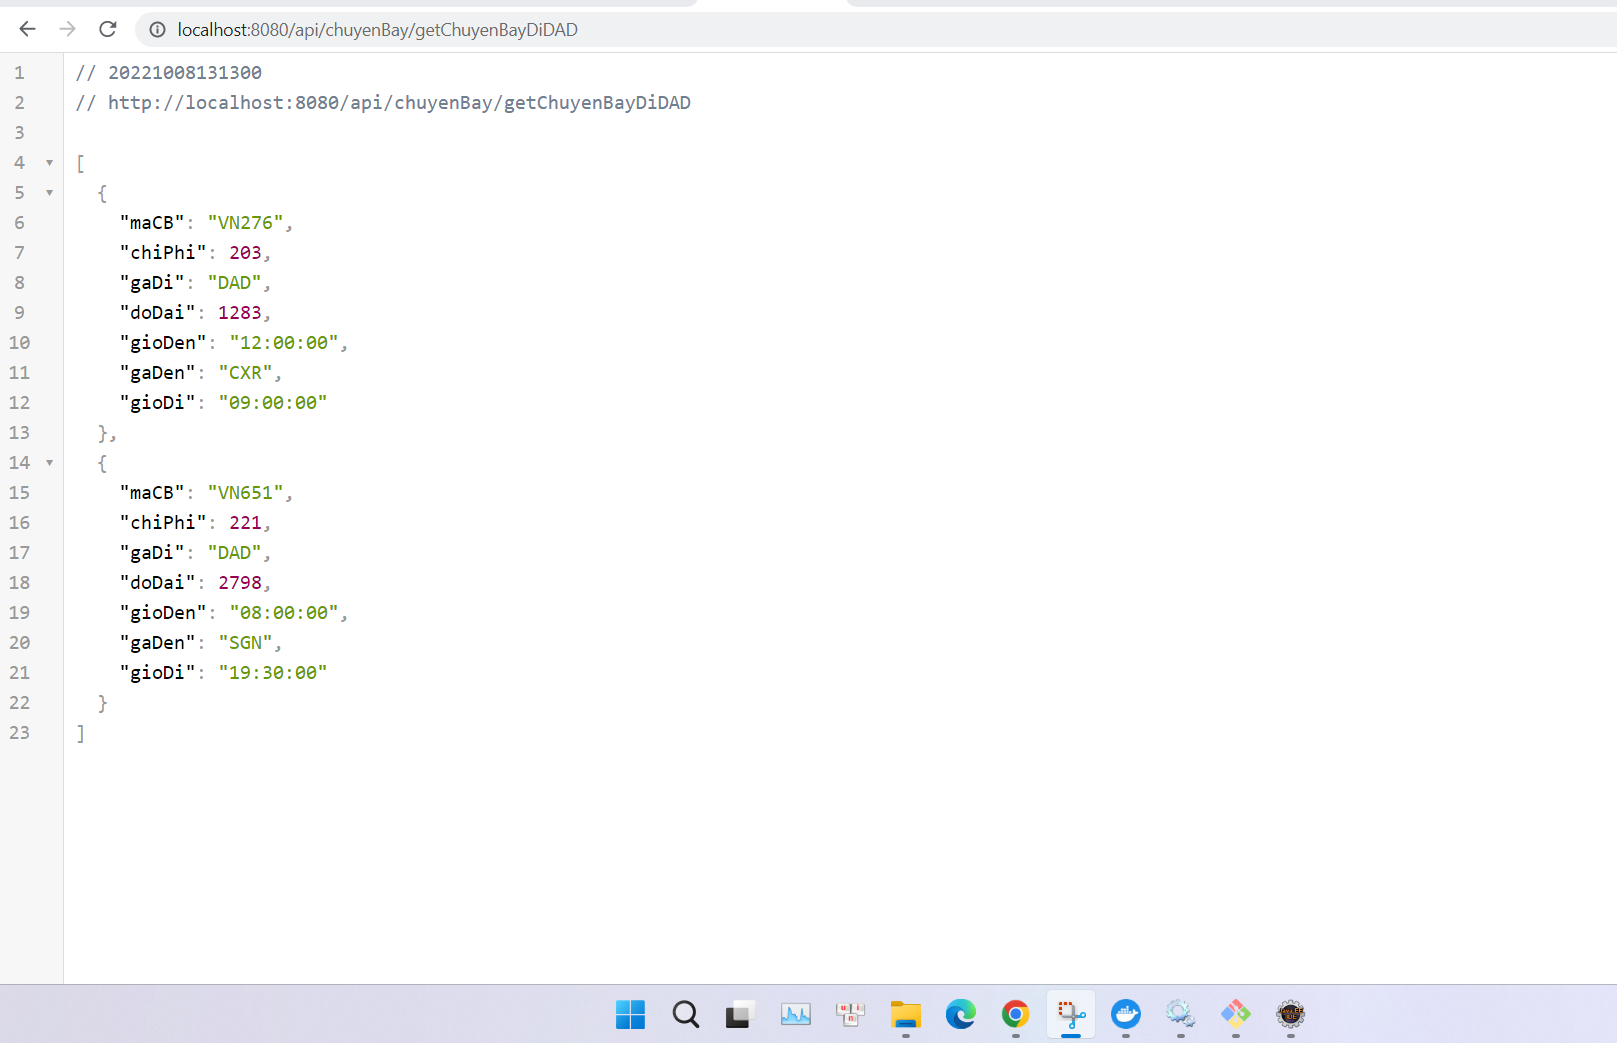 localhost:8080/api/chuyenBay/getChuyenBayDiDAD
1 // 20221008131300
2 // http://localhost:8080/api/chuyenBay/getChuyenBayDiDAD
3
4 [
5 {
6 "maCB": "VN276",
7 "chiPhi": 203,
8 "gaDi": "DAD",
9 "doDai": 1283,
10 "gioDen": "12:00:00",
11 "gaDen": "CXR",
12 "gioDi": "09:00:00"
13 },
14 {
15 "maCB": "VN651",
16 "chiPhi": 221,
17 "gaDi": "DAD",
18 "doDai": 2798,
19 "gioDen": "08:00:00",
20 "gaDen": "SGN",
21 "gioDi": "19:30:00"
22 }
23 ]